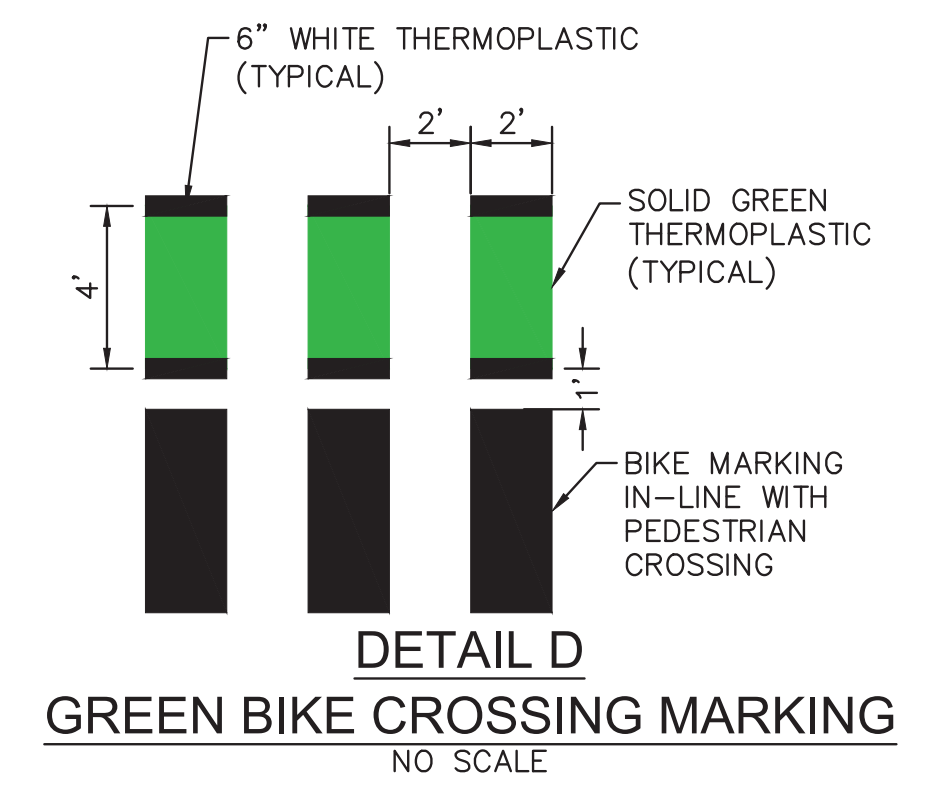 6” WHITE THERMOPLASTIC
(TYPICAL)
2’ 2’
SOLID GREEN
THERMOPLASTIC
(TYPICAL)
4’
1’
BIKE MARKING
IN-LINE WITH
PEDESTRIAN
CROSSING
DETAIL D
GREEN BIKE CROSSING MARKING
NO SCALE